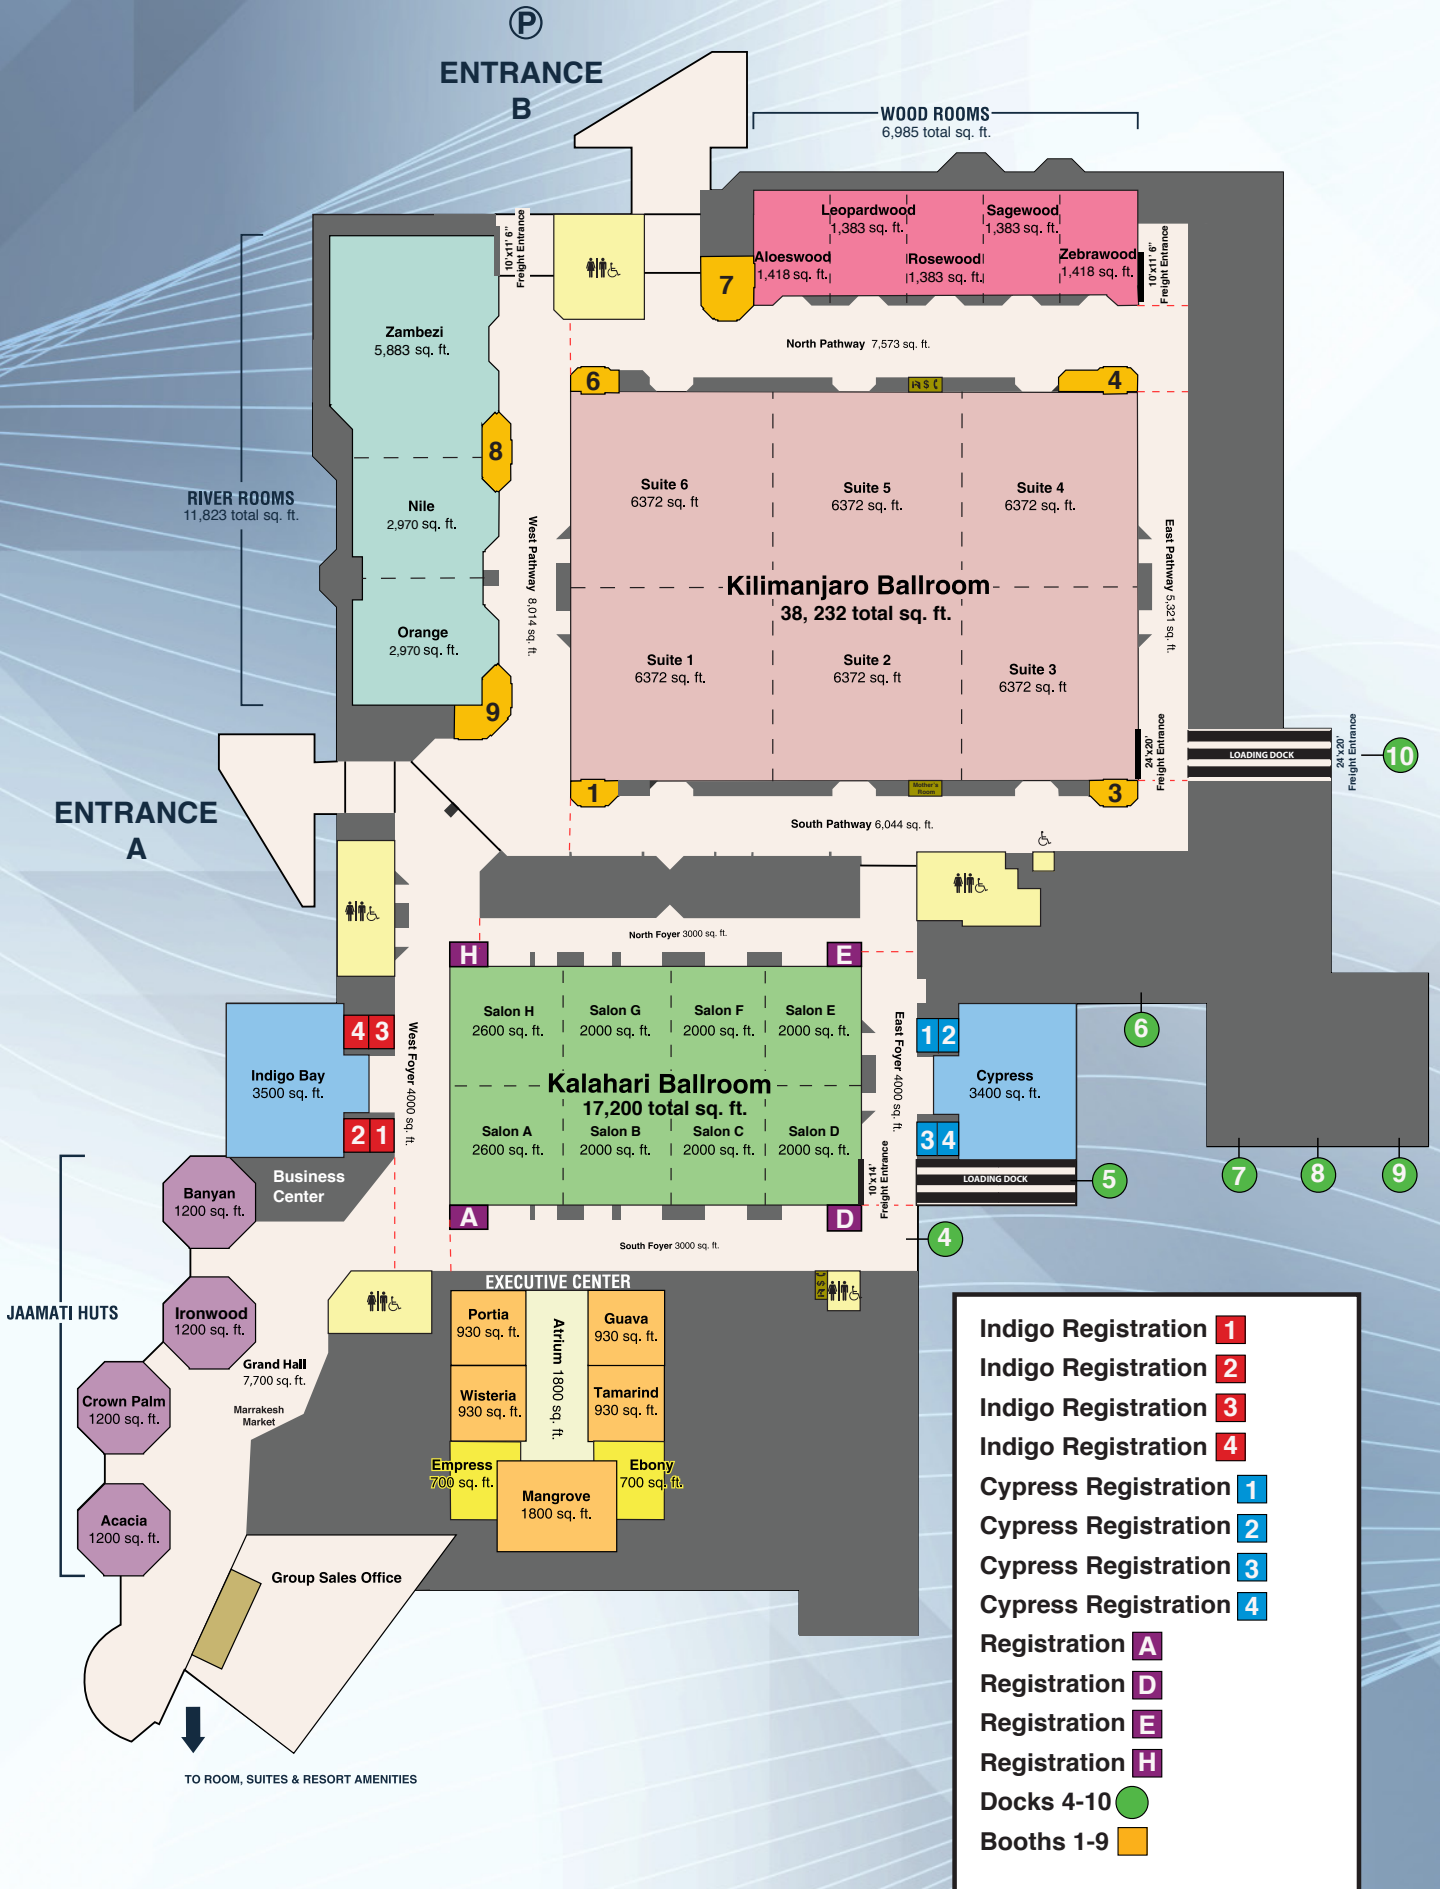 P
ENTRANCE
B
WOOD ROOMS
6,985 total sq. ft.
Leopardwood
1,383 sq. ft.
Sagewood
1,383 sq. ft.
Aloeswood
1,418 sq. ft.
Rosewood
1,383 sq. ft.
Zebrawood
1,418 sq. ft.
10'x11' 6"
Freight Entrance
10'x11' 6"
Freight Entrance
7
North Pathway 7,573 sq. ft.
6
4
Zambezi
5,883 sq. ft.
8
RIVER ROOMS
11,823 total sq. ft.
Nile
2,970 sq. ft.
Orange
2,970 sq. ft.
9
West Pathway 8,014 sq. ft.
Suite 6
6372 sq. ft
Suite 5
6372 sq. ft.
Suite 4
6372 sq. ft.
Kilimanjaro Ballroom
38, 232 total sq. ft.
Suite 1
6372 sq. ft.
Suite 2
6372 sq. ft
Suite 3
6372 sq. ft
East Pathway 5,321 sq. ft.
24'x20'
Freight Entrance
LOADING DOCK
24'x20'
Freight Entrance
10
1
Mother's
Room
3
South Pathway 6,044 sq. ft.
ENTRANCE
A
North Foyer 3000 sq. ft.
H
E
Salon H
2600 sq. ft.
Salon G
2000 sq. ft.
Salon F
2000 sq. ft.
Salon E
2000 sq. ft.
Kalahari Ballroom
17,200 total sq. ft.
Salon A
2600 sq. ft.
Salon B
2000 sq. ft.
Salon C
2000 sq. ft.
Salon D
2000 sq. ft.
West Foyer 4000 sq. ft.
East Foyer 4000 sq. ft.
10'x14'
Freight Entrance
4 3
Indigo Bay
3500 sq. ft.
2 1
1 2
Cypress
3400 sq. ft.
3 4
LOADING DOCK
5
6
7
8
9
4
A
D
South Foyer 3000 sq. ft.
Business
Center
Banyan
1200 sq. ft.
JAAMATI HUTS
Ironwood
1200 sq. ft.
Crown Palm
1200 sq. ft.
Acacia
1200 sq. ft.
Grand Hall
7,700 sq. ft.
Marrakesh
Market
EXECUTIVE CENTER
Portia
930 sq. ft.
Guava
930 sq. ft.
Atrium 1800 sq. ft.
Wisteria
930 sq. ft.
Tamarind
930 sq. ft.
Empress
700 sq. ft.
Ebony
700 sq. ft.
Mangrove
1800 sq. ft.
Group Sales Office
TO ROOM, SUITES & RESORT AMENITIES
Indigo Registration 1
Indigo Registration 2
Indigo Registration 3
Indigo Registration 4
Cypress Registration 1
Cypress Registration 2
Cypress Registration 3
Cypress Registration 4
Registration A
Registration D
Registration E
Registration H
Docks 4-10
Booths 1-9